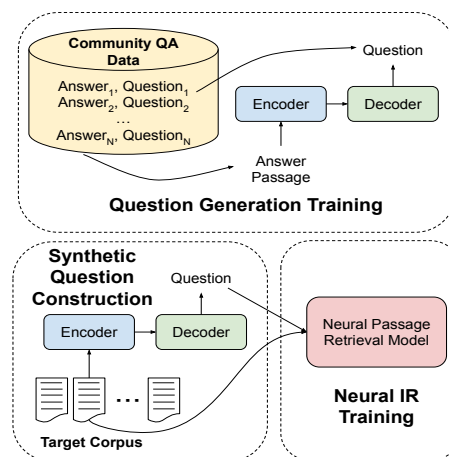 Community QA
Data
Answer1, Question1
Answer2, Question2
...
AnswerN, QuestionN
Question
Encoder
Decoder
Answer
Passage
Question Generation Training
Synthetic
Question
Construction
Question
Encoder
Decoder
...
Target Corpus
Neural Passage
Retrieval Model
Neural IR
Training